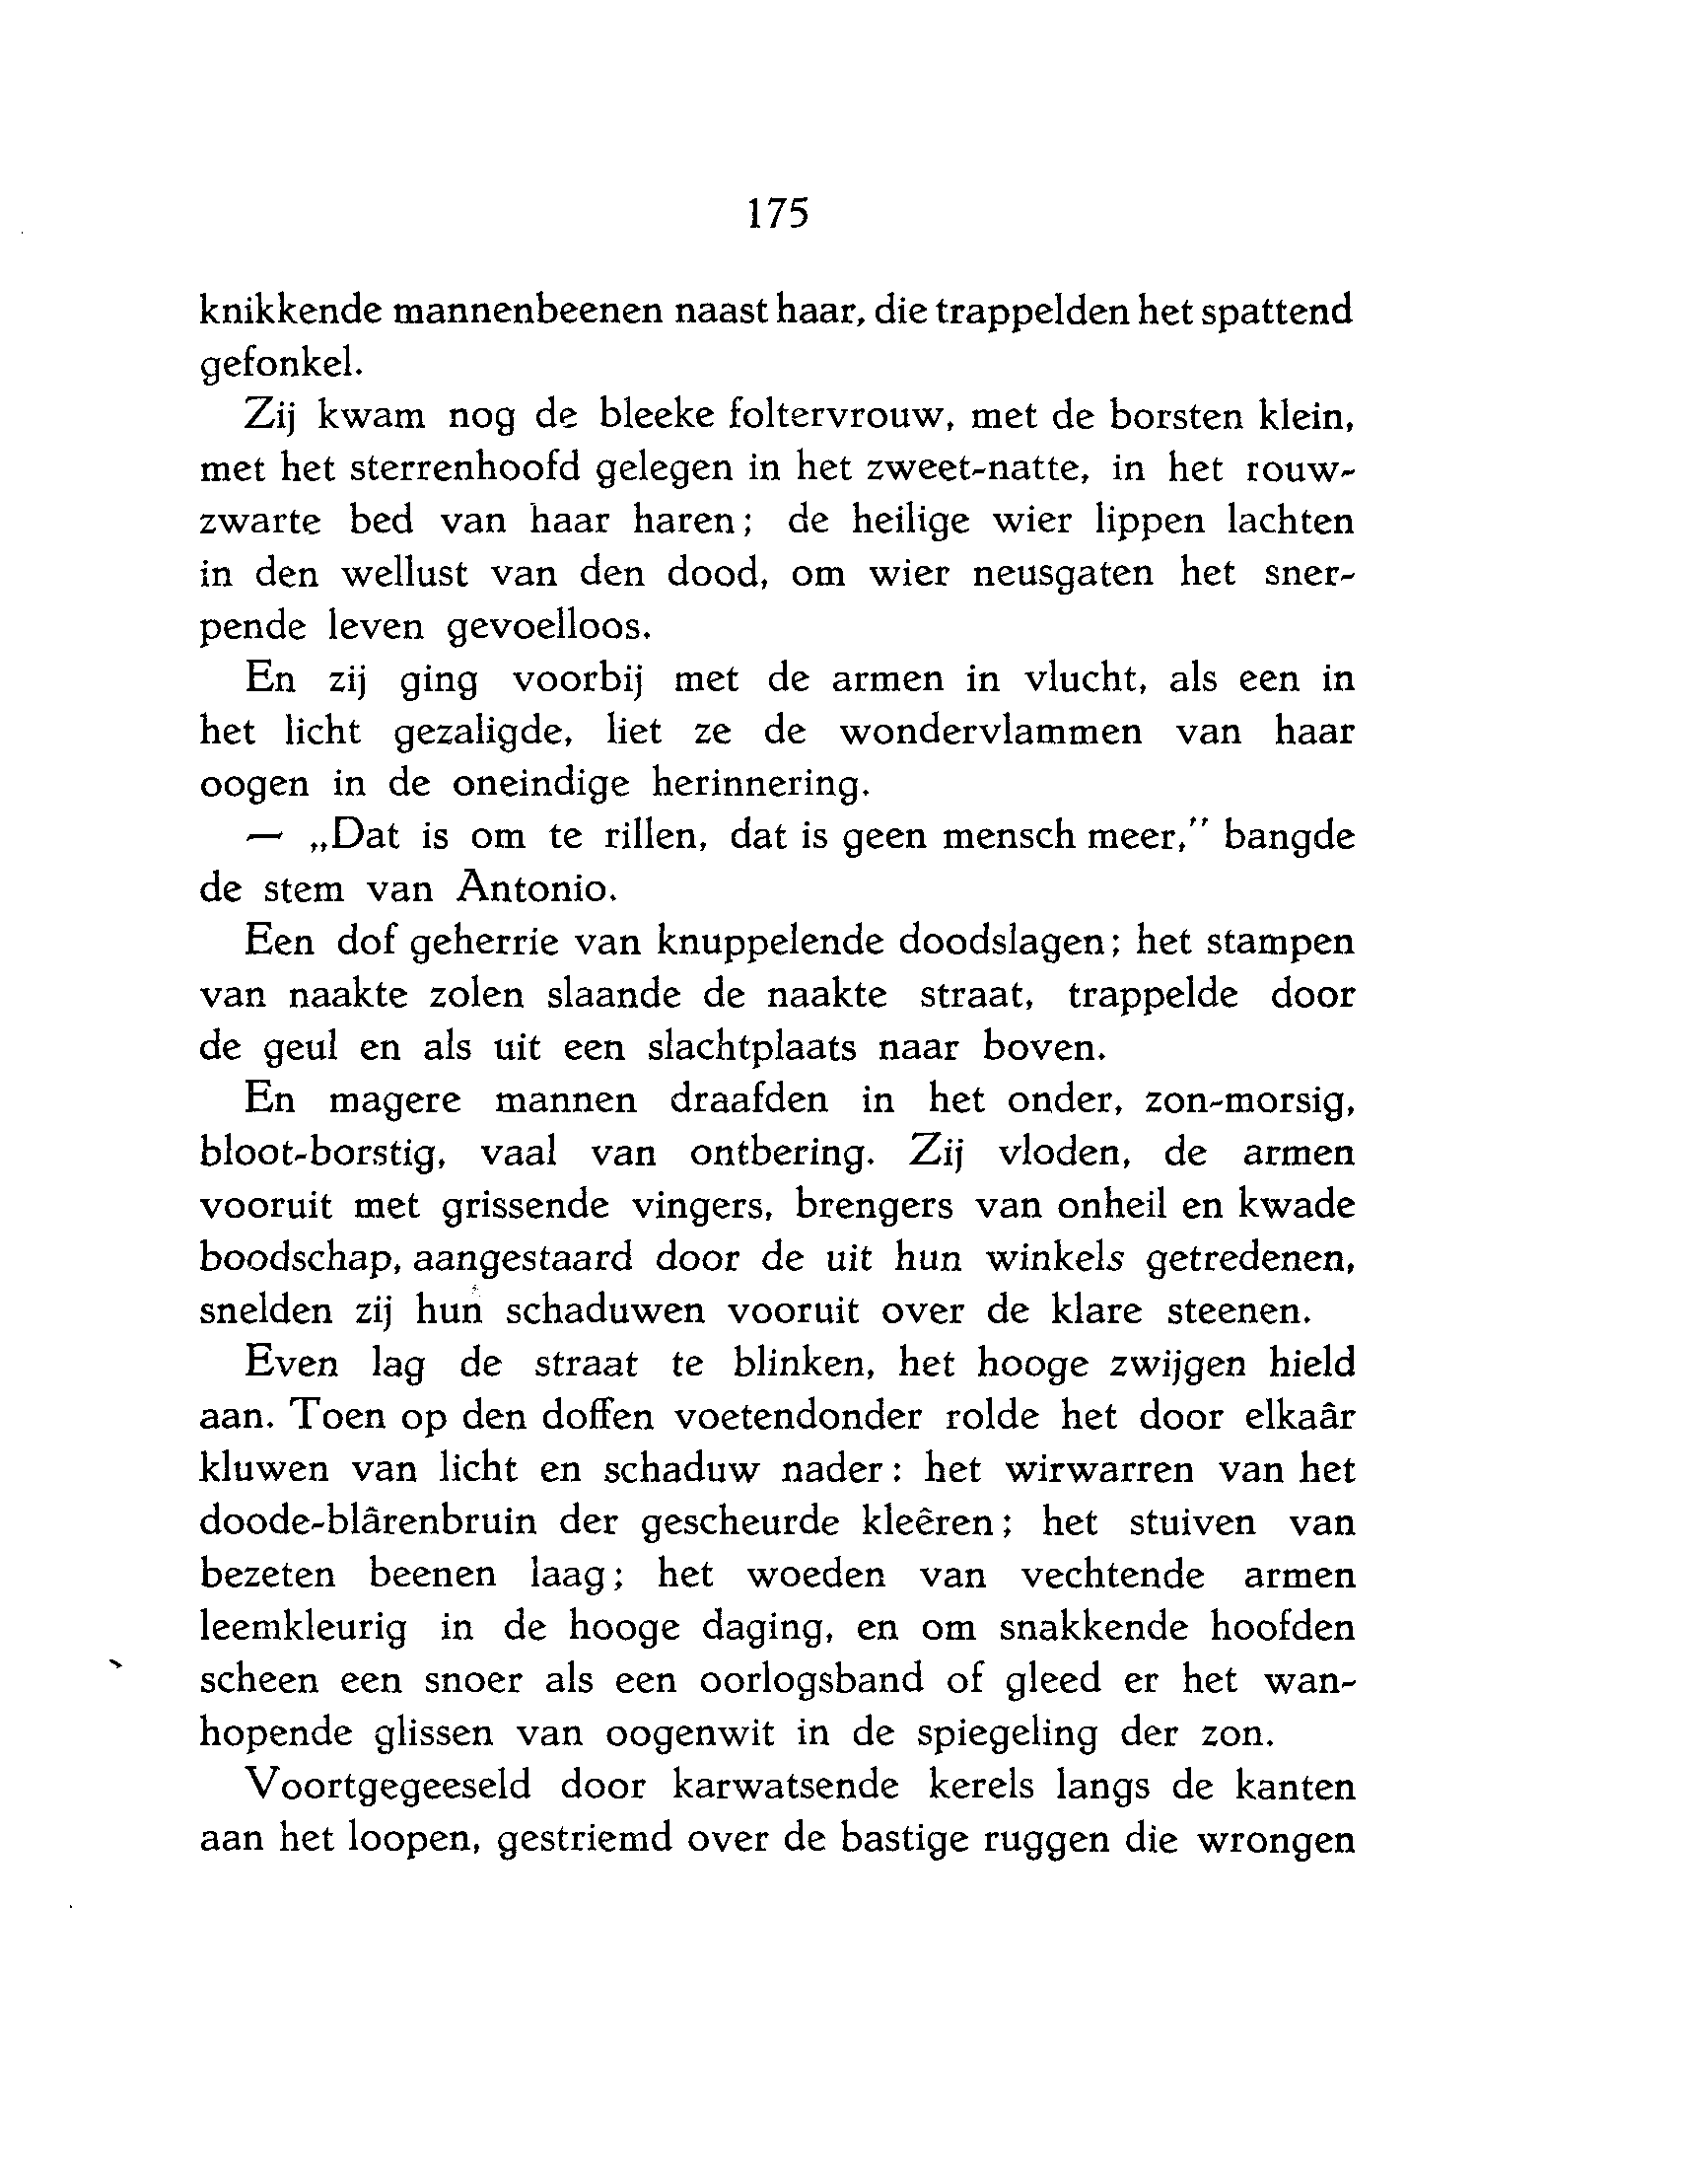 175
knikkende mannenbeenen naast haar, die trappelden het spattend
gefonkel.
Zij kwam nog de bleeke foltervrouw, met de borsten klein,
met het sterrenhoofd gelegen in het zweet-natte, in het rouw-
zwarte bed van haar haren; de heilige wier lippen lachten
in den wellust van den dood, om wier neusgaten het sner-
pende leven gevoelloos.
En zij ging voorbij met de armen in vlucht, als een in
het licht gezaligde, liet ze de wondervlammen van haar
oogen in de oneindige herinnering.
— „Dat is om te rillen, dat is geen mensch meer,” bangde
de stem van Antonio.
Een dof geherrie van knuppelende doodslagen; het stampen
van naakte zolen slaande de naakte straat, trappelde door
de geul en als uit een slachtplaats naar boven.
En magere mannen draafden in het onder, zon-morsig,
bloot-borstig, vaal van ontbering. Zij vloden, de armen
vooruit met grissende vingers, brengers van onheil en kwade
boodschap, aangestaard door de uit hun winkels getredenen,
snelden zij hun schaduwen vooruit over de klare steenen.
Even lag de straat te blinken, het hooge zwijgen hield
aan. Toen op den doffen voetendonder rolde het door elkaâr
kluwen van licht en schaduw nader: het wirwarren van het
doode-blârenbruin der gescheurde kleêren; het stuiven van
bezeten beenen laag; het woeden van vechtende armen
leemkleurig in de hooge daging, en om snakkende hoofden
scheen een snoer als een oorlogsband of gleed er het wan-
hopende glissen van oogenwit in de spiegeling der zon.
Voortgegeeseld door karwatsende kerels langs de kanten
aan het loopen, gestriemd over de bastige ruggen die wrongen